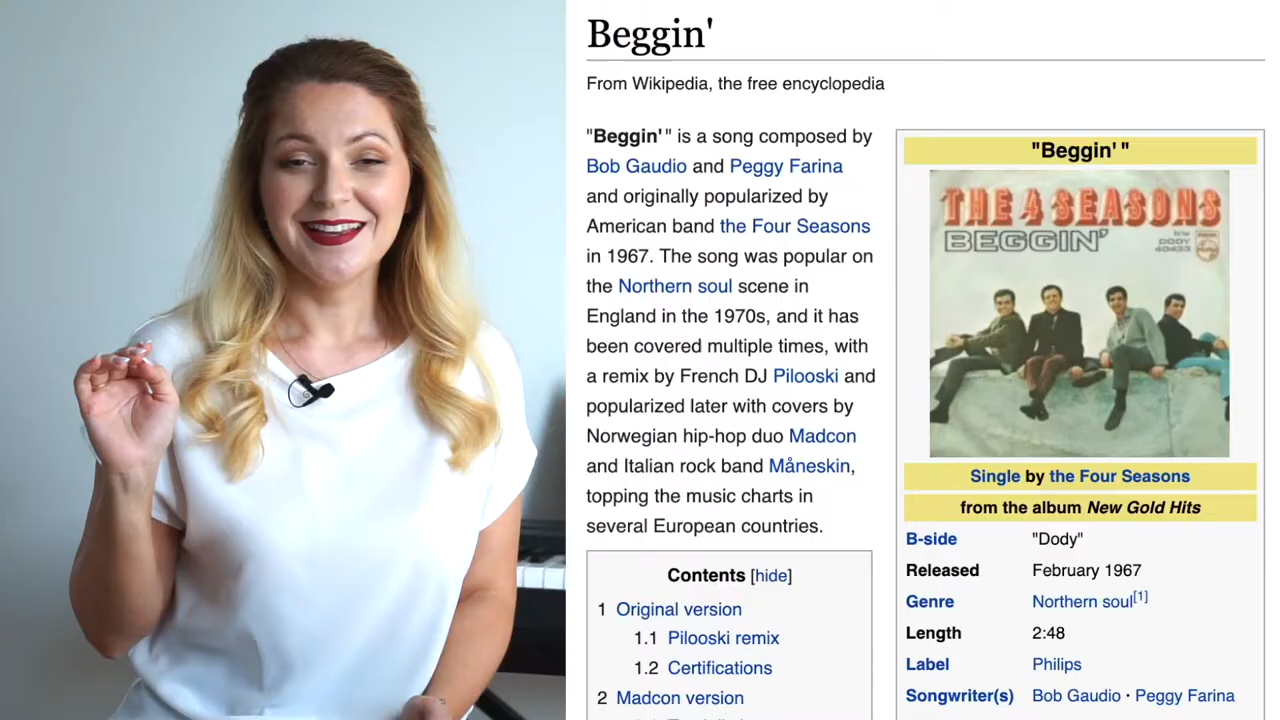 Beggin'
From Wikipedia, the free encyclopedia
"Beggin'" is a song composed by
Bob Gaudio and Peggy Farina
and originally popularized by
American band the Four Seasons
in 1967. The song was popular on
the Northern soul scene in
England in the 1970s, and it has
been covered multiple times, with
a remix by French DJ Pilooski and
popularized later with covers by
Norwegian hip-hop duo Madcon
and Italian rock band Måneskin,
topping the music charts in
several European countries.
Contents [hide]
1 Original version
1.1 Pilooski remix
1.2 Certifications
2 Madcon version
"Beggin'"
THE 4 SEASONS
BEGGIN'
b/w
DODY
40433
PHILIPS
Single by the Four Seasons
from the album New Gold Hits
B-side "Dody"
Released February 1967
Genre Northern soul[1]
Length 2:48
Label Philips
Songwriter(s) Bob Gaudio · Peggy Farina